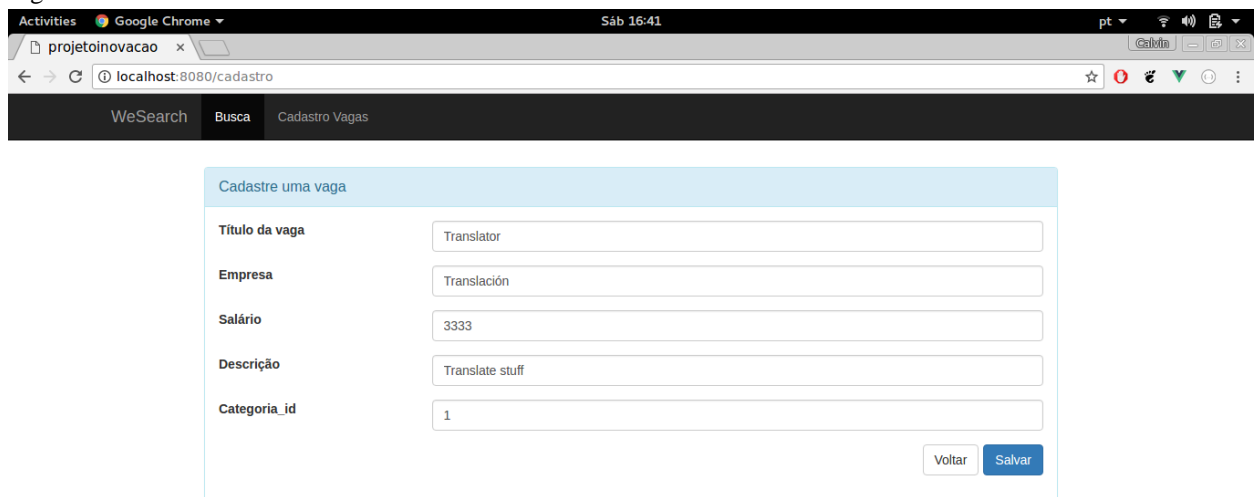 Activities Google Chrome Sáb 16:41 pt
projetoinovacao × Calvin
localhost:8080/cadastro
WeSearch Busca Cadastro Vagas
Cadastre uma vaga
Título da vaga Translator
Empresa Translación
Salário 3333
Descrição Translate stuff
Categoria_id 1
Voltar Salvar